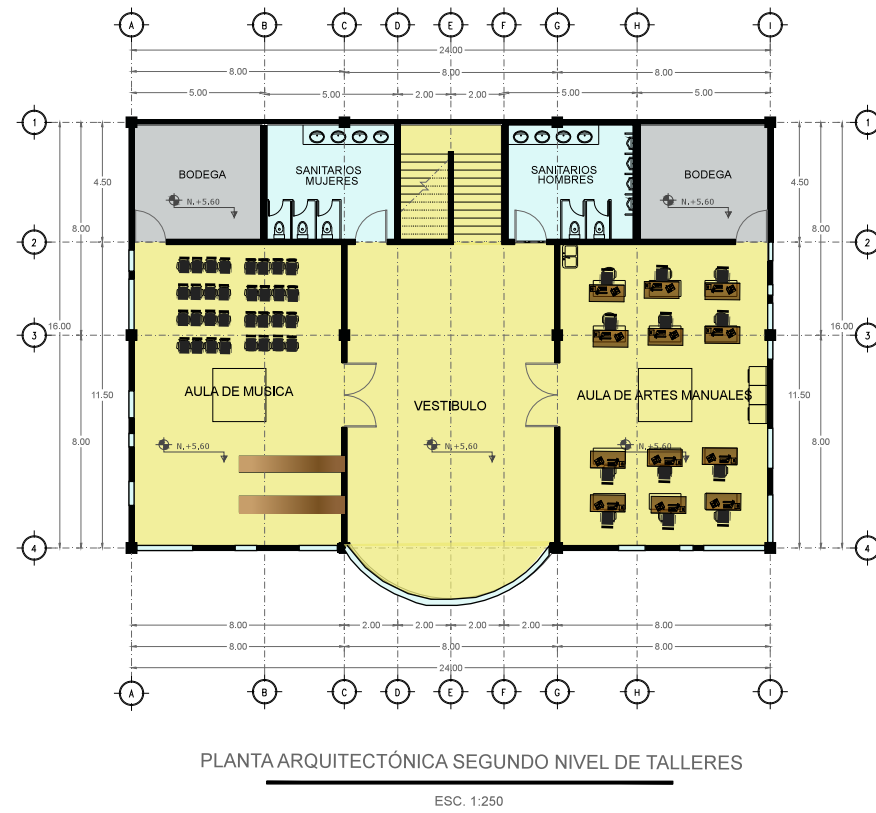 A B C D E F G H I
24.00
8.00 8.00 8.00
5.00 5.00 2.00 2.00 5.00 5.00
1 1
BODEGA
SANITARIOS
MUJERES
SANITARIOS
HOMBRES
BODEGA
4.50 4.50
N.+5,60 N.+5,60
8.00 8.00
2 2
16.00 16.00
3 3
AULA DE MUSICA
VESTIBULO
AULA DE ARTES MANUALES
11.50 11.50
N.+5,60 N.+5,60 N.+5,60
8.00 8.00
4 4
8.00 2.00 2.00 2.00 2.00 8.00
8.00 8.00 8.00
24.00
A B C D E F G H I
PLANTA ARQUITECTÓNICA SEGUNDO NIVEL DE TALLERES
ESC. 1:250